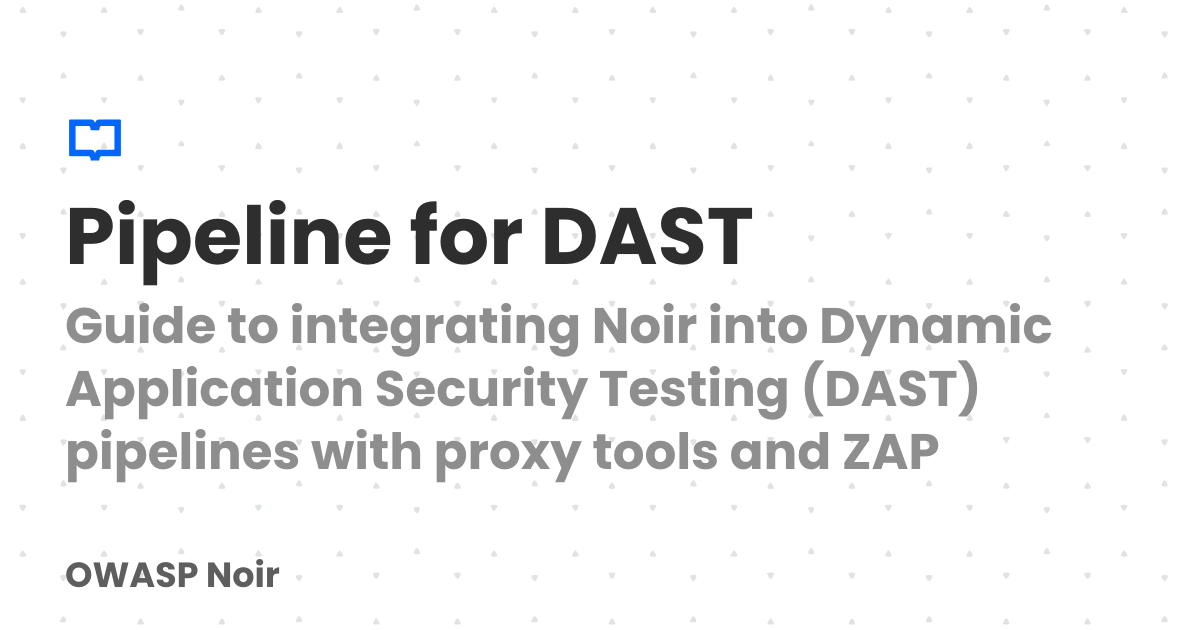 Pipeline for DAST
Guide to integrating Noir into Dynamic
Application Security Testing (DAST)
pipelines with proxy tools and ZAP
OWASP Noir